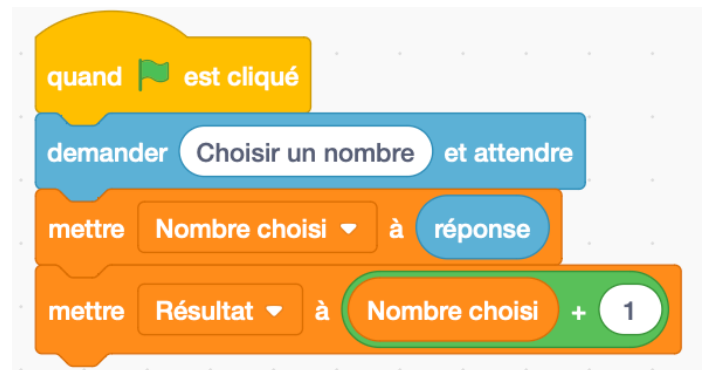 quand est cliqué
demander Choisir un nombre et attendre
mettre Nombre choisi à réponse
mettre Résultat à Nombre choisi + 1